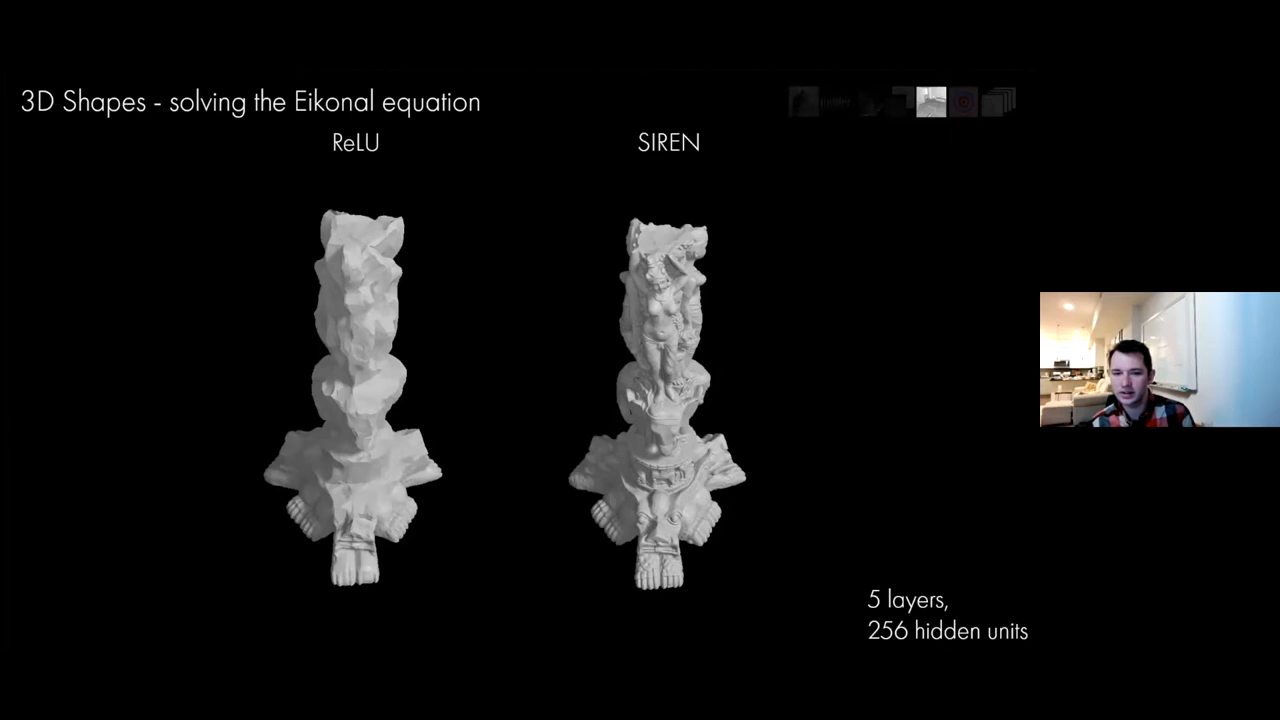 3D Shapes - solving the Eikonal equation
ReLU
SIREN
5 layers,
256 hidden units